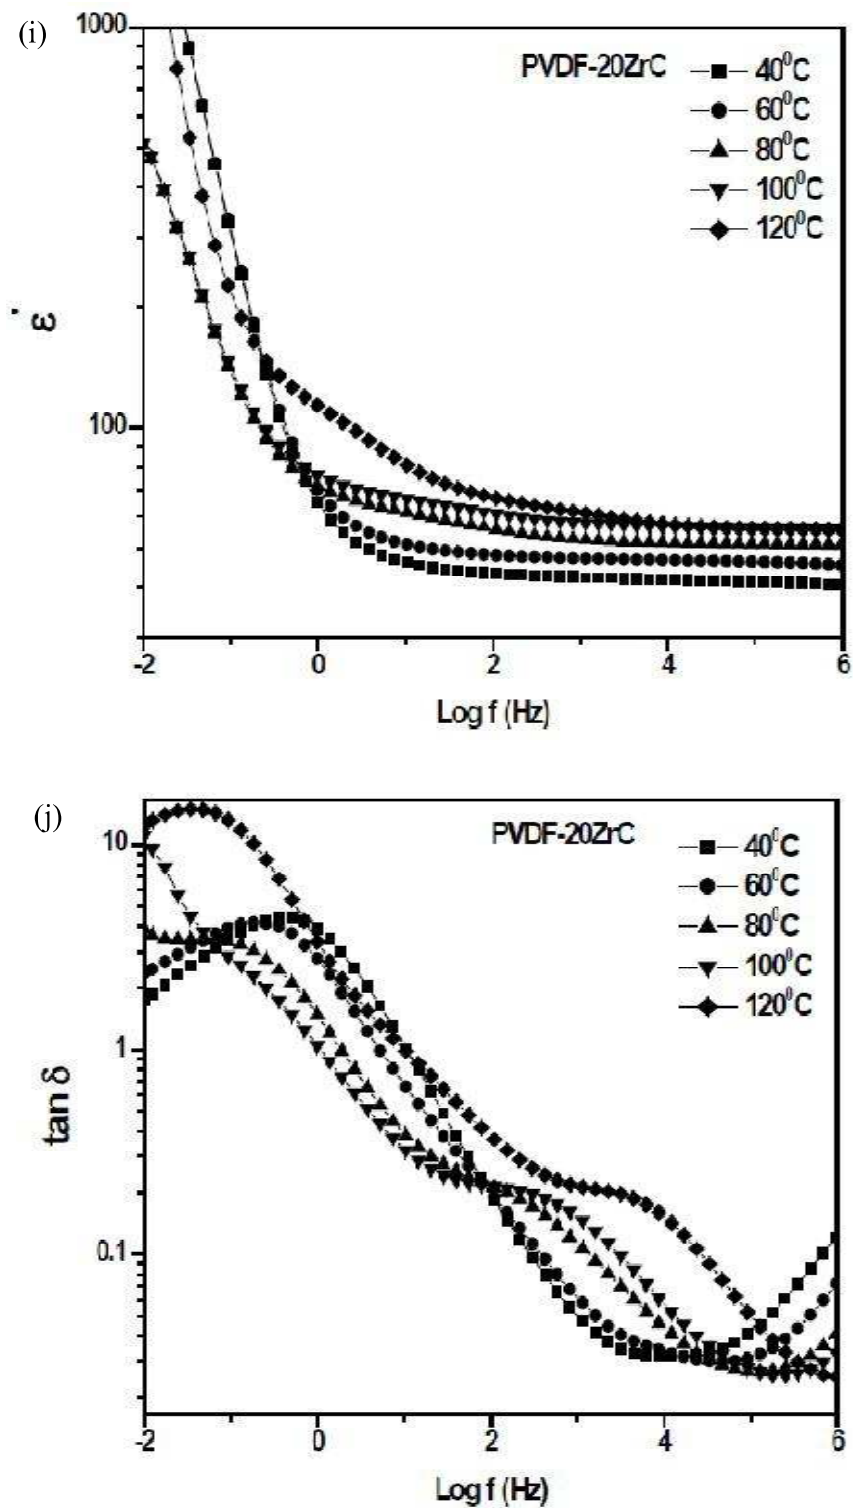 (i)
1000
PVDF-20ZrC
40⁰C
60⁰C
80⁰C
100⁰C
120⁰C
ε'
100
-2 0 2 4 6
Log f (Hz)
(j)
10
PVDF-20ZrC
40⁰C
60⁰C
80⁰C
100⁰C
120⁰C
tan δ
1
0.1
-2 0 2 4 6
Log f (Hz)